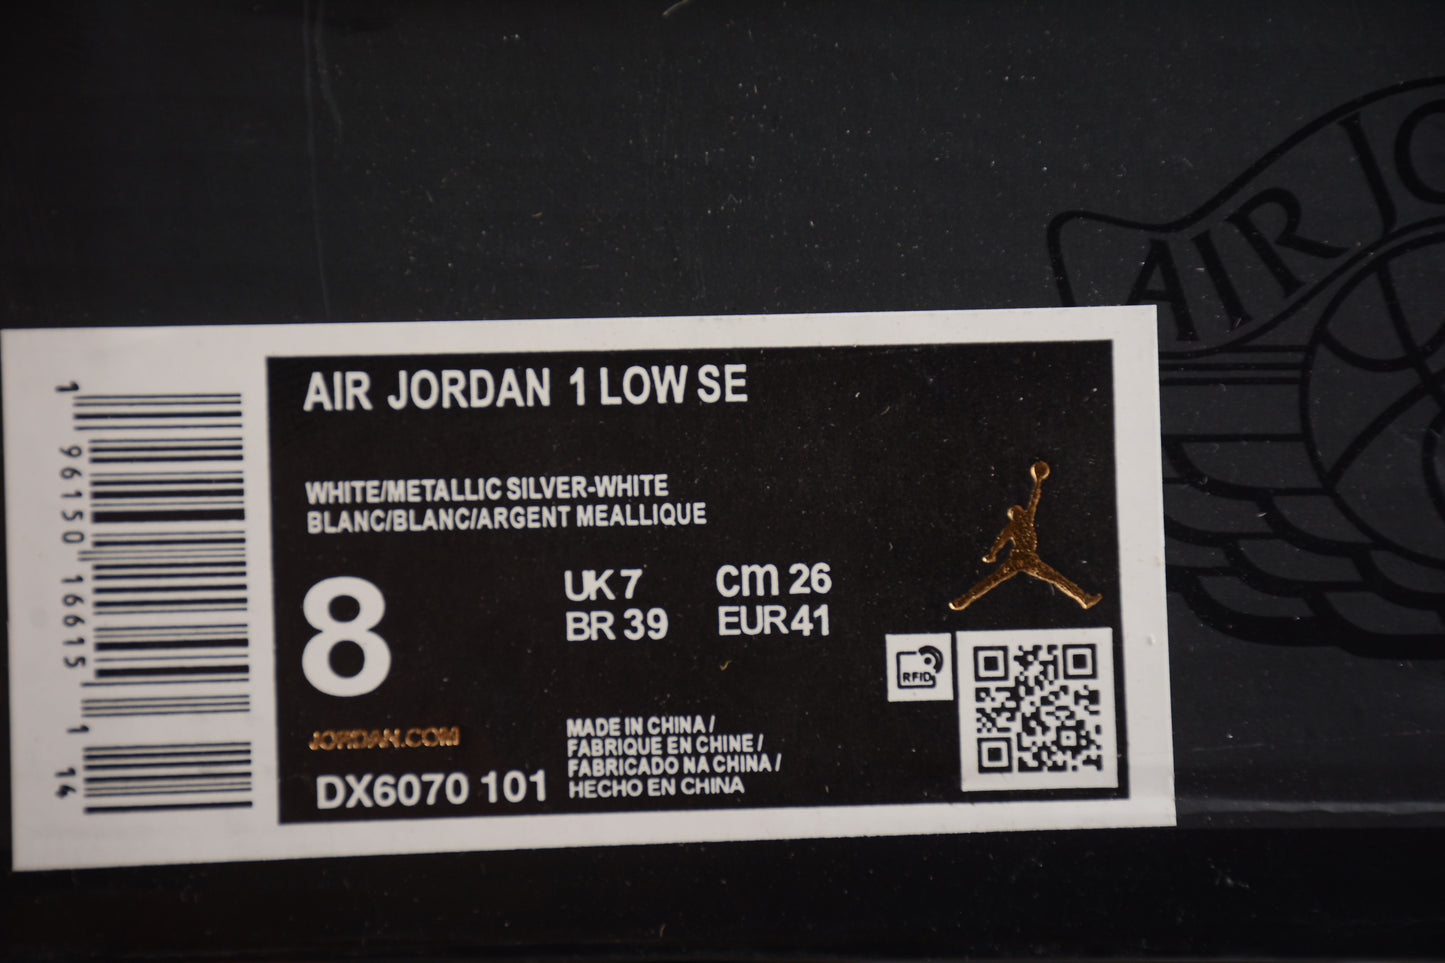 AIR JO
AIR JORDAN 1 LOW SE
WHITE/METALLIC SILVER-WHITE
BLANC/BLANC/ARGENT MEALLIQUE
8
UK 7
cm 26
BR 39
EUR 41
RFID
JORDAN.COM
DX6070 101
MADE IN CHINA /
FABRIQUE EN CHINE /
FABRICADO NA CHINA /
HECHO EN CHINA
1 96150 16615 1 14